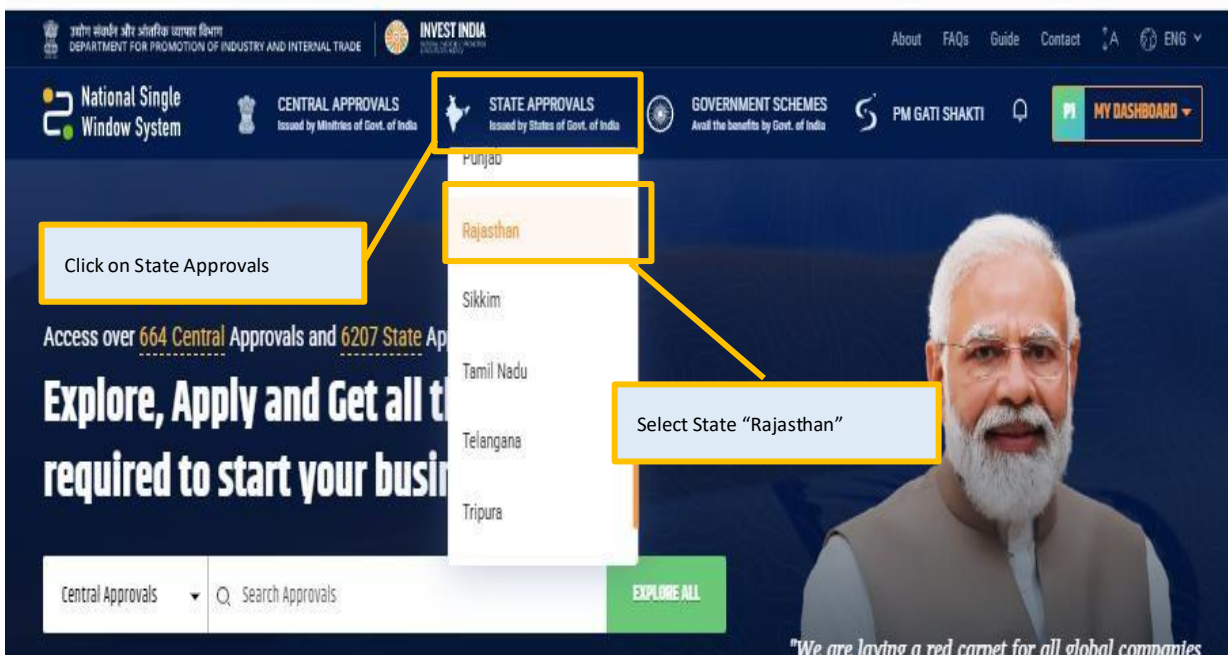 उद्योग संवर्धन और आंतरिक व्यापार विभाग
DEPARTMENT FOR PROMOTION OF INDUSTRY AND INTERNAL TRADE
INVEST INDIA
About FAQs Guide Contact A ENG
National Single
Window System
CENTRAL APPROVALS
Issued by Ministries of Govt. of India
STATE APPROVALS
Issued by States of Govt. of India
GOVERNMENT SCHEMES
Avail the benefits by Govt. of India
PM GATI SHAKTI
P1 MY DASHBOARD
Punjab
Rajasthan
Click on State Approvals
Sikkim
Access over 664 Central Approvals and 6207 State Ap
Tamil Nadu
Explore, Apply and Get all t
Select State “Rajasthan”
Telangana
required to start your busin
Tripura
Central Approvals Search Approvals EXPLORE ALL
"We are laying a red carpet for all global companies